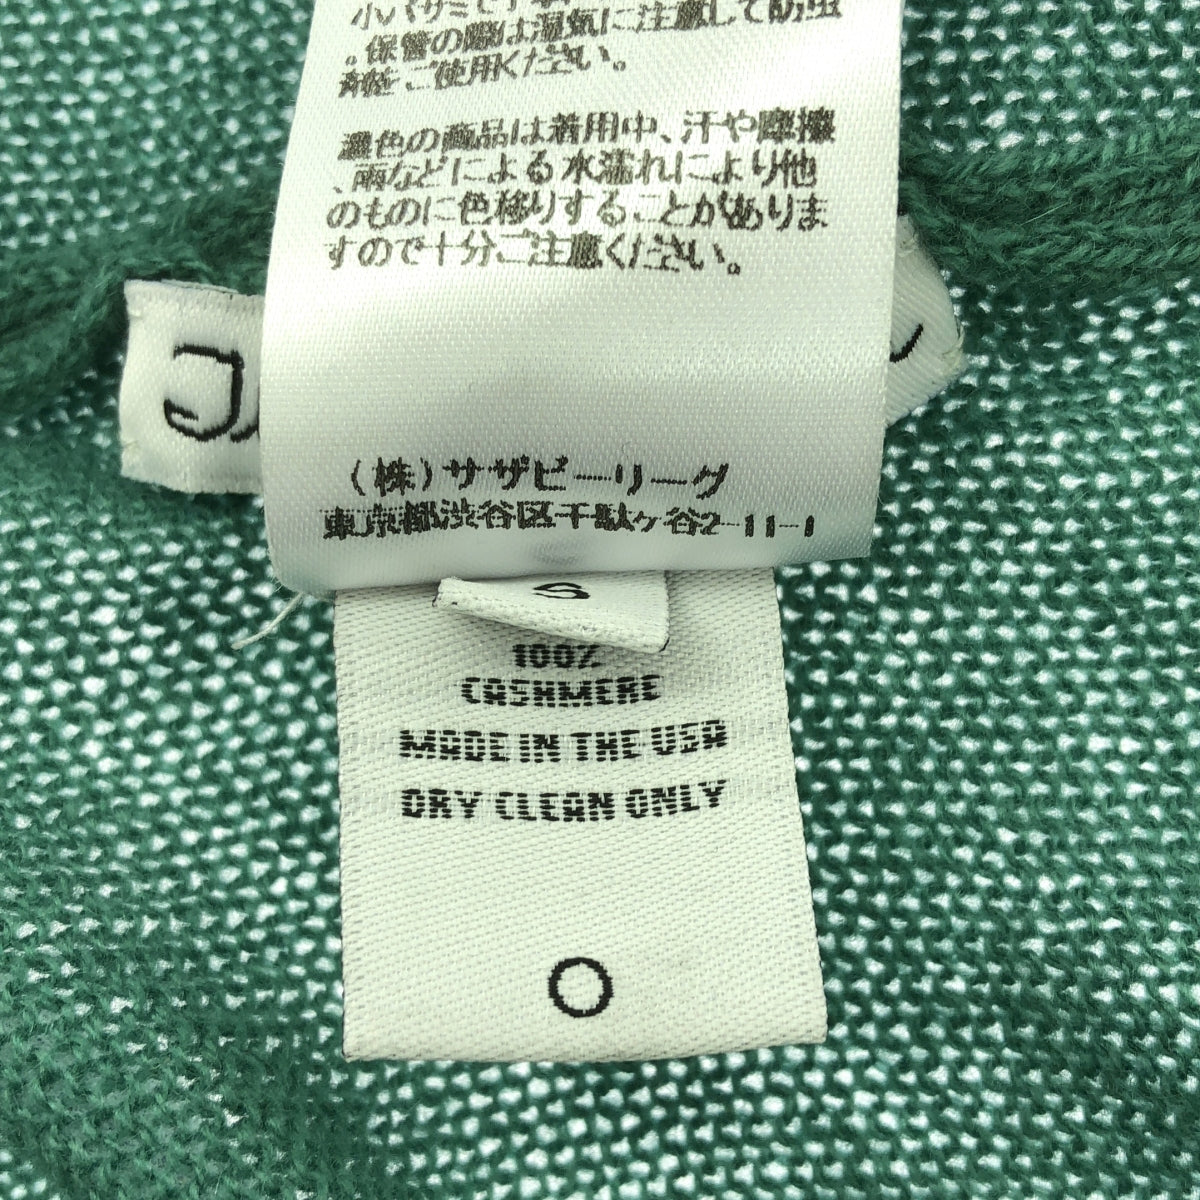 小バサミで
。保管の際は湿気に注意して防虫
剤をご使用ください。
濃色の商品は着用中、汗や摩擦
、雨などによる水濡れにより他
のものに色移りすることがありま
すので十分ご注意ください。
(株)サザビーリーグ
東京都渋谷区千駄ヶ谷2-11-1
S
100%
CASHMERE
MADE IN THE USA
DRY CLEAN ONLY